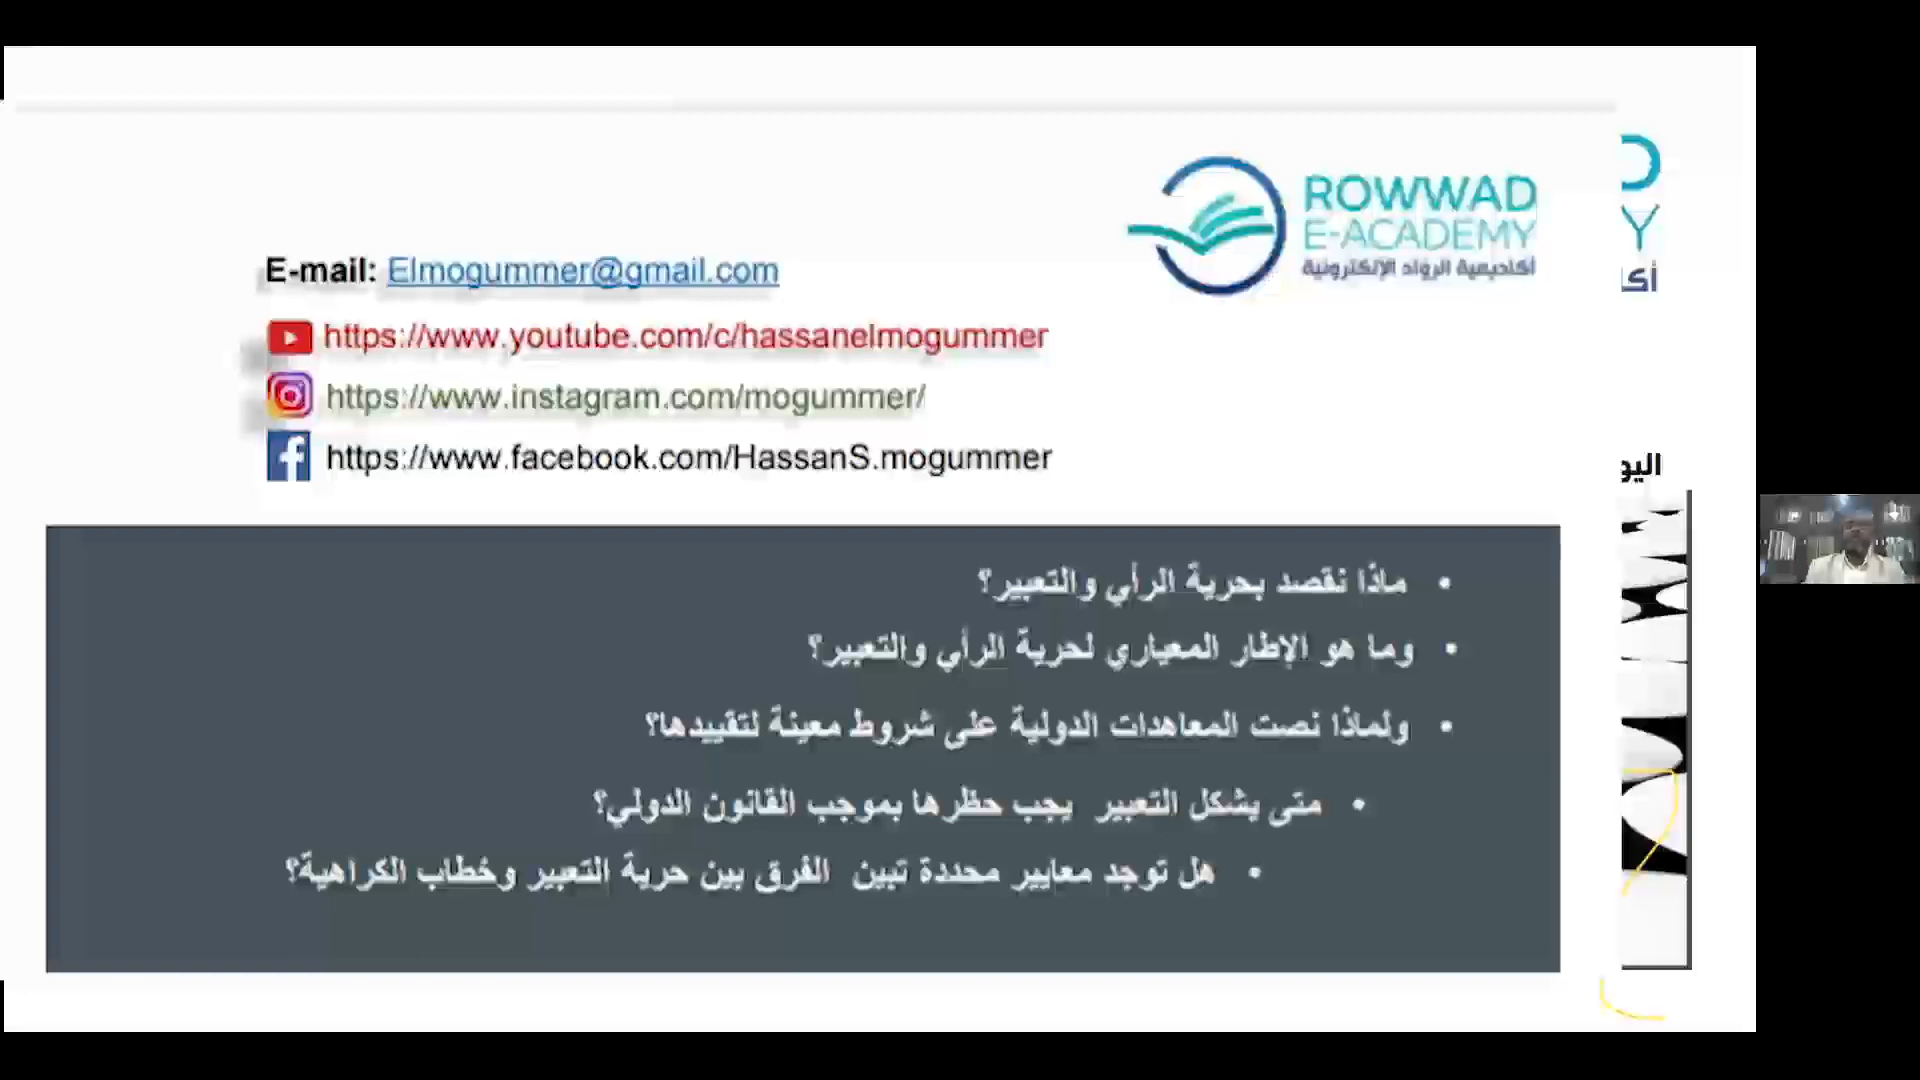 ROWWAD
E-ACADEMY
أكاديمية الرواد الإلكترونية
E-mail: Elmogummer@gmail.com
https://www.youtube.com/c/hassanelmogummer
https://www.instagram.com/mogummer/
https://www.facebook.com/HassanS.mogummer
• ماذا نقصد بحرية الرأي والتعبير؟
• وما هو الإطار المعياري لحرية الرأي والتعبير؟
• ولماذا نصت المعاهدات الدولية على شروط معينة لتقييدها؟
• متى يشكل التعبير يجب حظرها بموجب القانون الدولي؟
• هل توجد معايير محددة تبين الفرق بين حرية التعبير وخطاب الكراهية؟